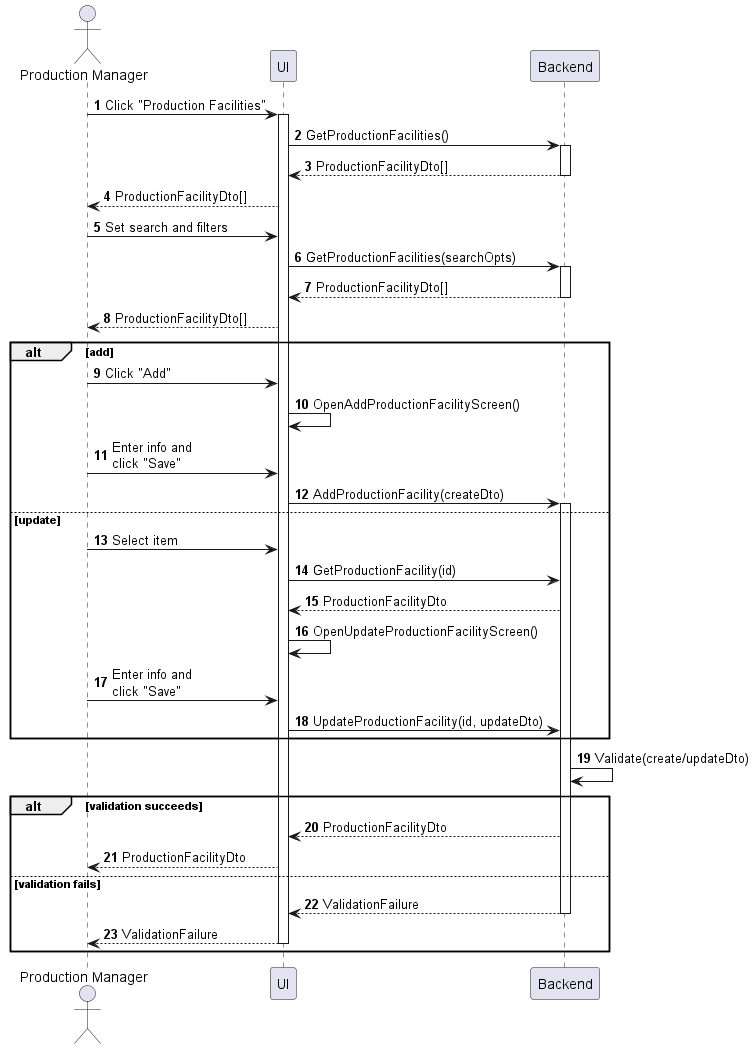 Production Manager
UI
Backend
1 Click "Production Facilities"
2 GetProductionFacilities()
3 ProductionFacilityDto[]
4 ProductionFacilityDto[]
5 Set search and filters
6 GetProductionFacilities(searchOpts)
7 ProductionFacilityDto[]
8 ProductionFacilityDto[]
alt [add]
9 Click "Add"
10 OpenAddProductionFacilityScreen()
11 Enter info and
click "Save"
12 AddProductionFacility(createDto)
[update]
13 Select item
14 GetProductionFacility(id)
15 ProductionFacilityDto
16 OpenUpdateProductionFacilityScreen()
17 Enter info and
click "Save"
18 UpdateProductionFacility(id, updateDto)
19 Validate(create/updateDto)
alt [validation succeeds]
20 ProductionFacilityDto
21 ProductionFacilityDto
[validation fails]
22 ValidationFailure
23 ValidationFailure
Production Manager
UI
Backend